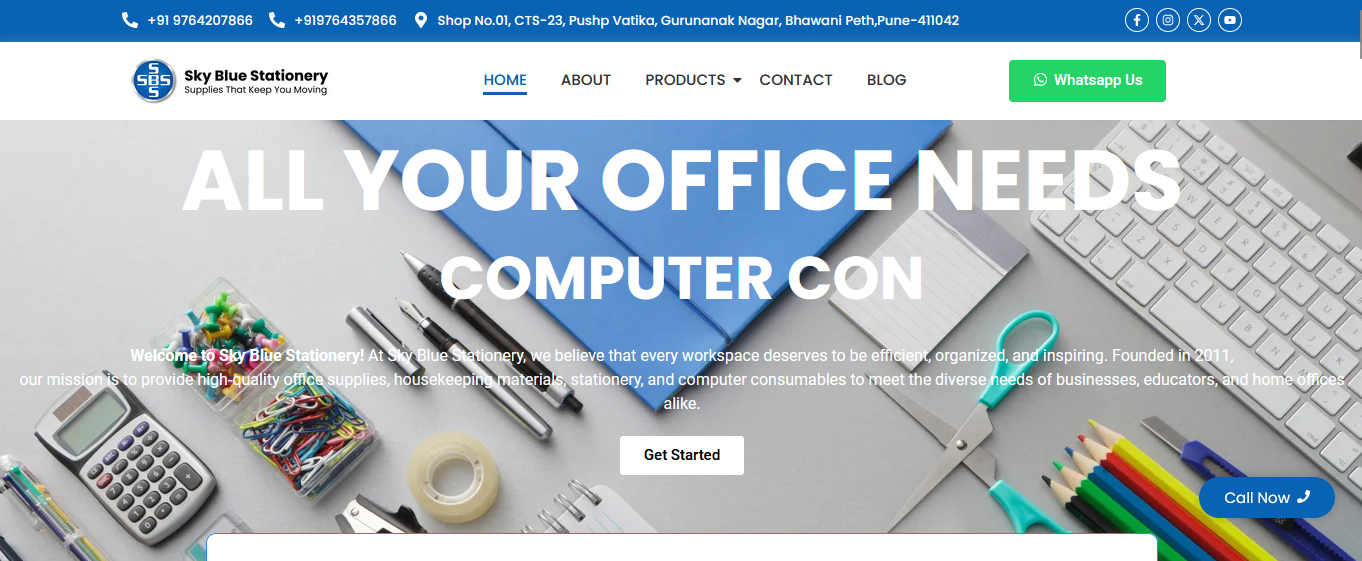 +91 9764207866 +919764357866 Shop No.01, CTS-23, Pushp Vatika, Gurunanak Nagar, Bhawani Peth,Pune-411042
SBS
SBS
Sky Blue Stationery
Supplies That Keep You Moving
HOME ABOUT PRODUCTS CONTACT BLOG
Whatsapp Us
ALL YOUR OFFICE NEEDS
COMPUTER CON
Welcome to Sky Blue Stationery! At Sky Blue Stationery, we believe that every workspace deserves to be efficient, organized, and inspiring. Founded in 2011,
our mission is to provide high-quality office supplies, housekeeping materials, stationery, and computer consumables to meet the diverse needs of businesses, educators, and home offices
alike.
Get Started
Call Now